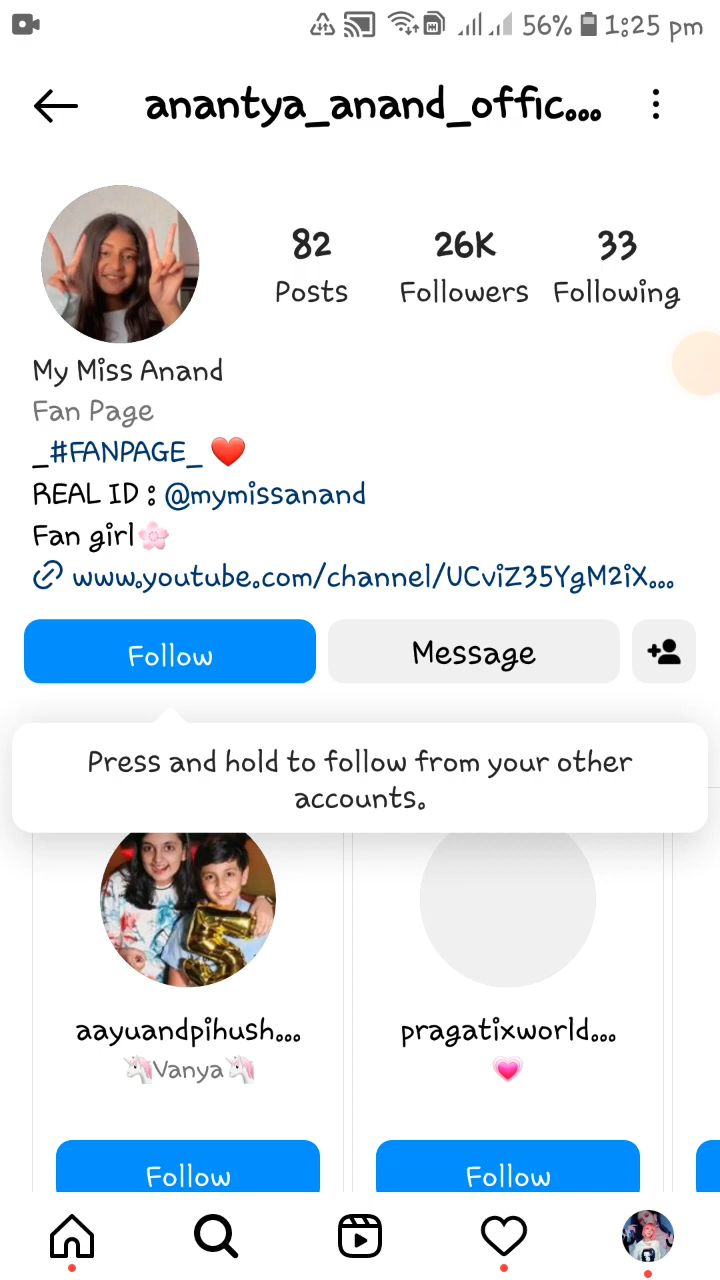 56% 1:25 pm
anantya_anand_offic...
82 26K 33
Posts Followers Following
My Miss Anand
Fan Page
_#FANPAGE_ ❤️
REAL ID : @mymissanand
Fan girl🌸
www.youtube.com/channel/UCviZ35YgM2iX...
Follow Message
Press and hold to follow from your other
accounts.
aayuandpihush... pragatixworld...
🦄Vanya🦄 💗
Follow Follow